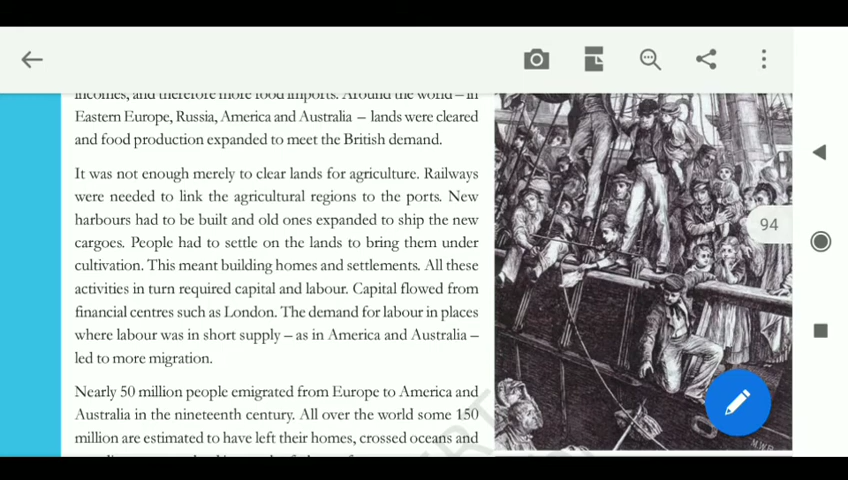 incomes, and therefore more food imports. Around the world – in
Eastern Europe, Russia, America and Australia – lands were cleared
and food production expanded to meet the British demand.
It was not enough merely to clear lands for agriculture. Railways
were needed to link the agricultural regions to the ports. New
harbours had to be built and old ones expanded to ship the new
cargoes. People had to settle on the lands to bring them under
cultivation. This meant building homes and settlements. All these
activities in turn required capital and labour. Capital flowed from
financial centres such as London. The demand for labour in places
where labour was in short supply – as in America and Australia –
led to more migration.
Nearly 50 million people emigrated from Europe to America and
Australia in the nineteenth century. All over the world some 150
million are estimated to have left their homes, crossed oceans and
94